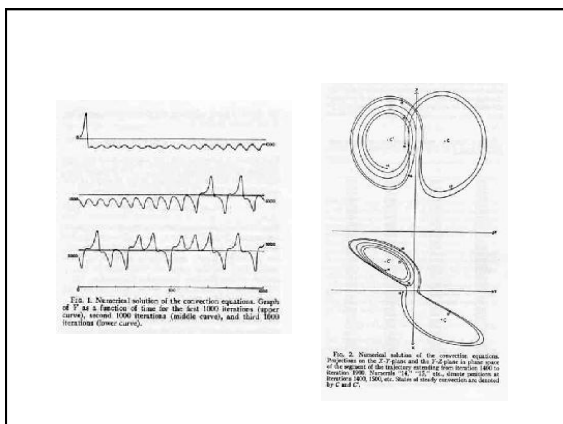 FIG. 1. Numerical solution of the convection equations. Graph
of Y as a function of time for the first 1000 iterations (upper
curve), second 1000 iterations (middle curve), and third 1000
iterations (lower curve).
FIG. 2. Numerical solution of the convection equations.
Projections on the X-Y-plane and the Y-Z-plane in phase space
of the segment of the trajectory extending from iteration 1400 to
iteration 1900. Numerals "14," "15," etc., denote positions at
iterations 1400, 1500, etc. States of steady convection are denoted
by C and C'.